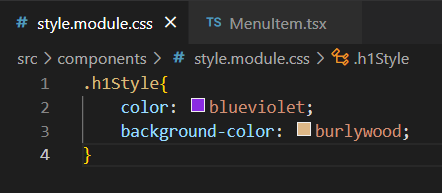 # style.module.css ✕ TS MenuItem.tsx
src > components > # style.module.css > .h1Style
1 .h1Style{
2 color: blueviolet;
3 background-color: burlywood;
4 }